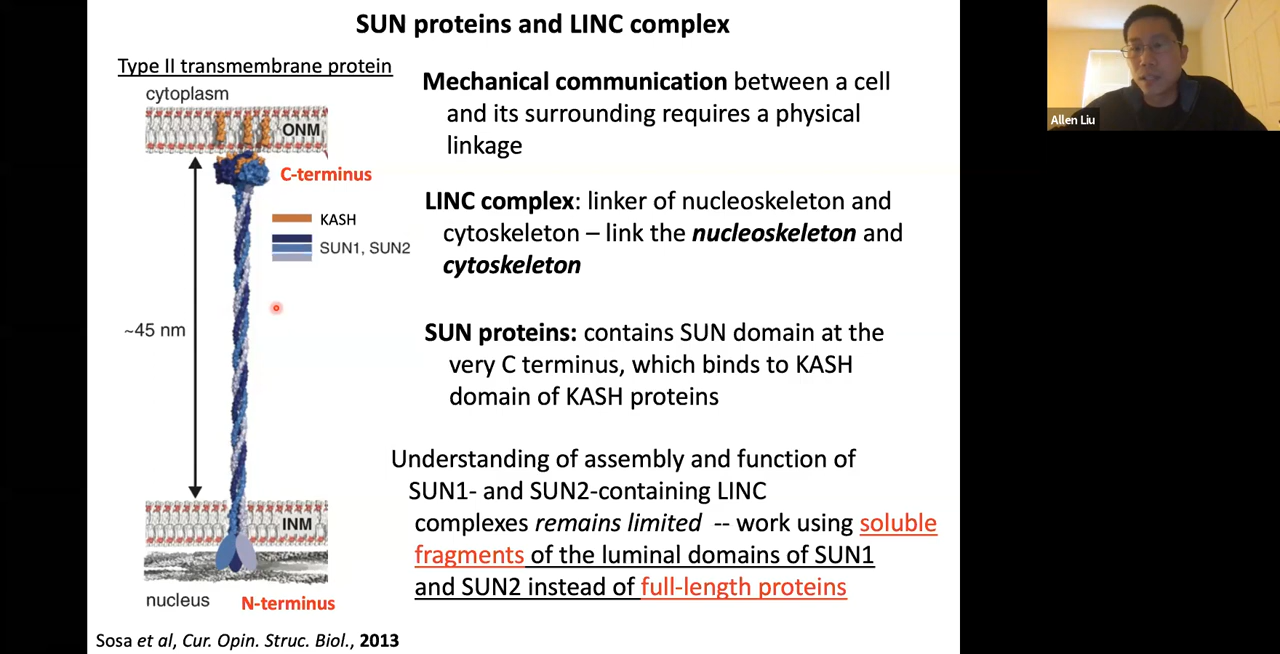 SUN proteins and LINC complex
Type II transmembrane protein
cytoplasm
ONM
C-terminus
KASH
SUN1, SUN2
~45 nm
INM
nucleus
N-terminus
Sosa et al, Cur. Opin. Struc. Biol., 2013
Mechanical communication between a cell
and its surrounding requires a physical
linkage
LINC complex: linker of nucleoskeleton and
cytoskeleton – link the nucleoskeleton and
cytoskeleton
SUN proteins: contains SUN domain at the
very C terminus, which binds to KASH
domain of KASH proteins
Understanding of assembly and function of
SUN1- and SUN2-containing LINC
complexes remains limited -- work using soluble
fragments of the luminal domains of SUN1
and SUN2 instead of full-length proteins
Allen Liu